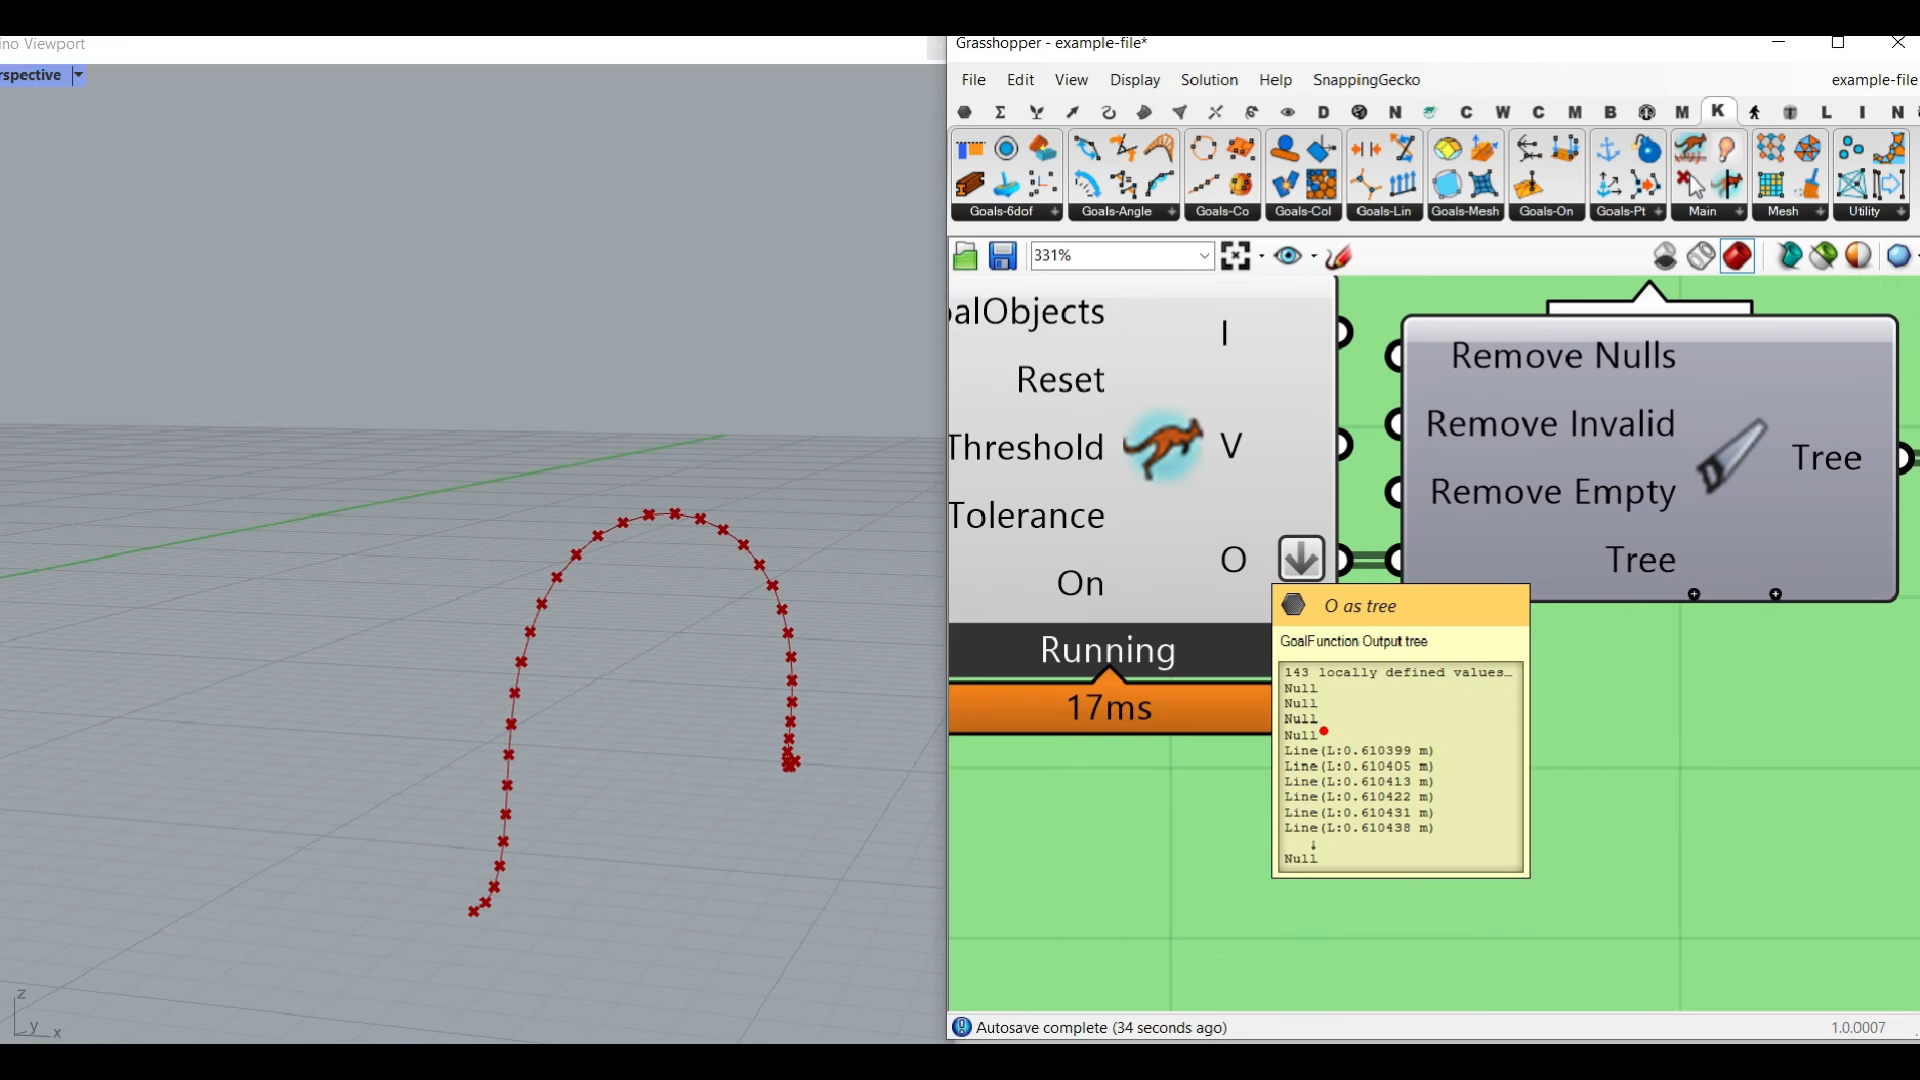 ino Viewport
rspective
z
y
x
Grasshopper - example-file*
File Edit View Display Solution Help SnappingGecko example-file
D N C W C M B M K L I N
Goals-6dof Goals-Angle Goals-Co Goals-Col Goals-Lin Goals-Mesh Goals-On Goals-Pt Main Mesh Utility
331%
alObjects
Reset
Threshold
Tolerance
On
I
V
O
Running
17ms
Remove Nulls
Remove Invalid
Remove Empty
Tree
Tree
O as tree
GoalFunction Output tree
143 locally defined values...
Null
Null
Null
Null
Line(L:0.610399 m)
Line(L:0.610405 m)
Line(L:0.610413 m)
Line(L:0.610422 m)
Line(L:0.610431 m)
Line(L:0.610438 m)
↓
Null
Autosave complete (34 seconds ago)
1.0.0007